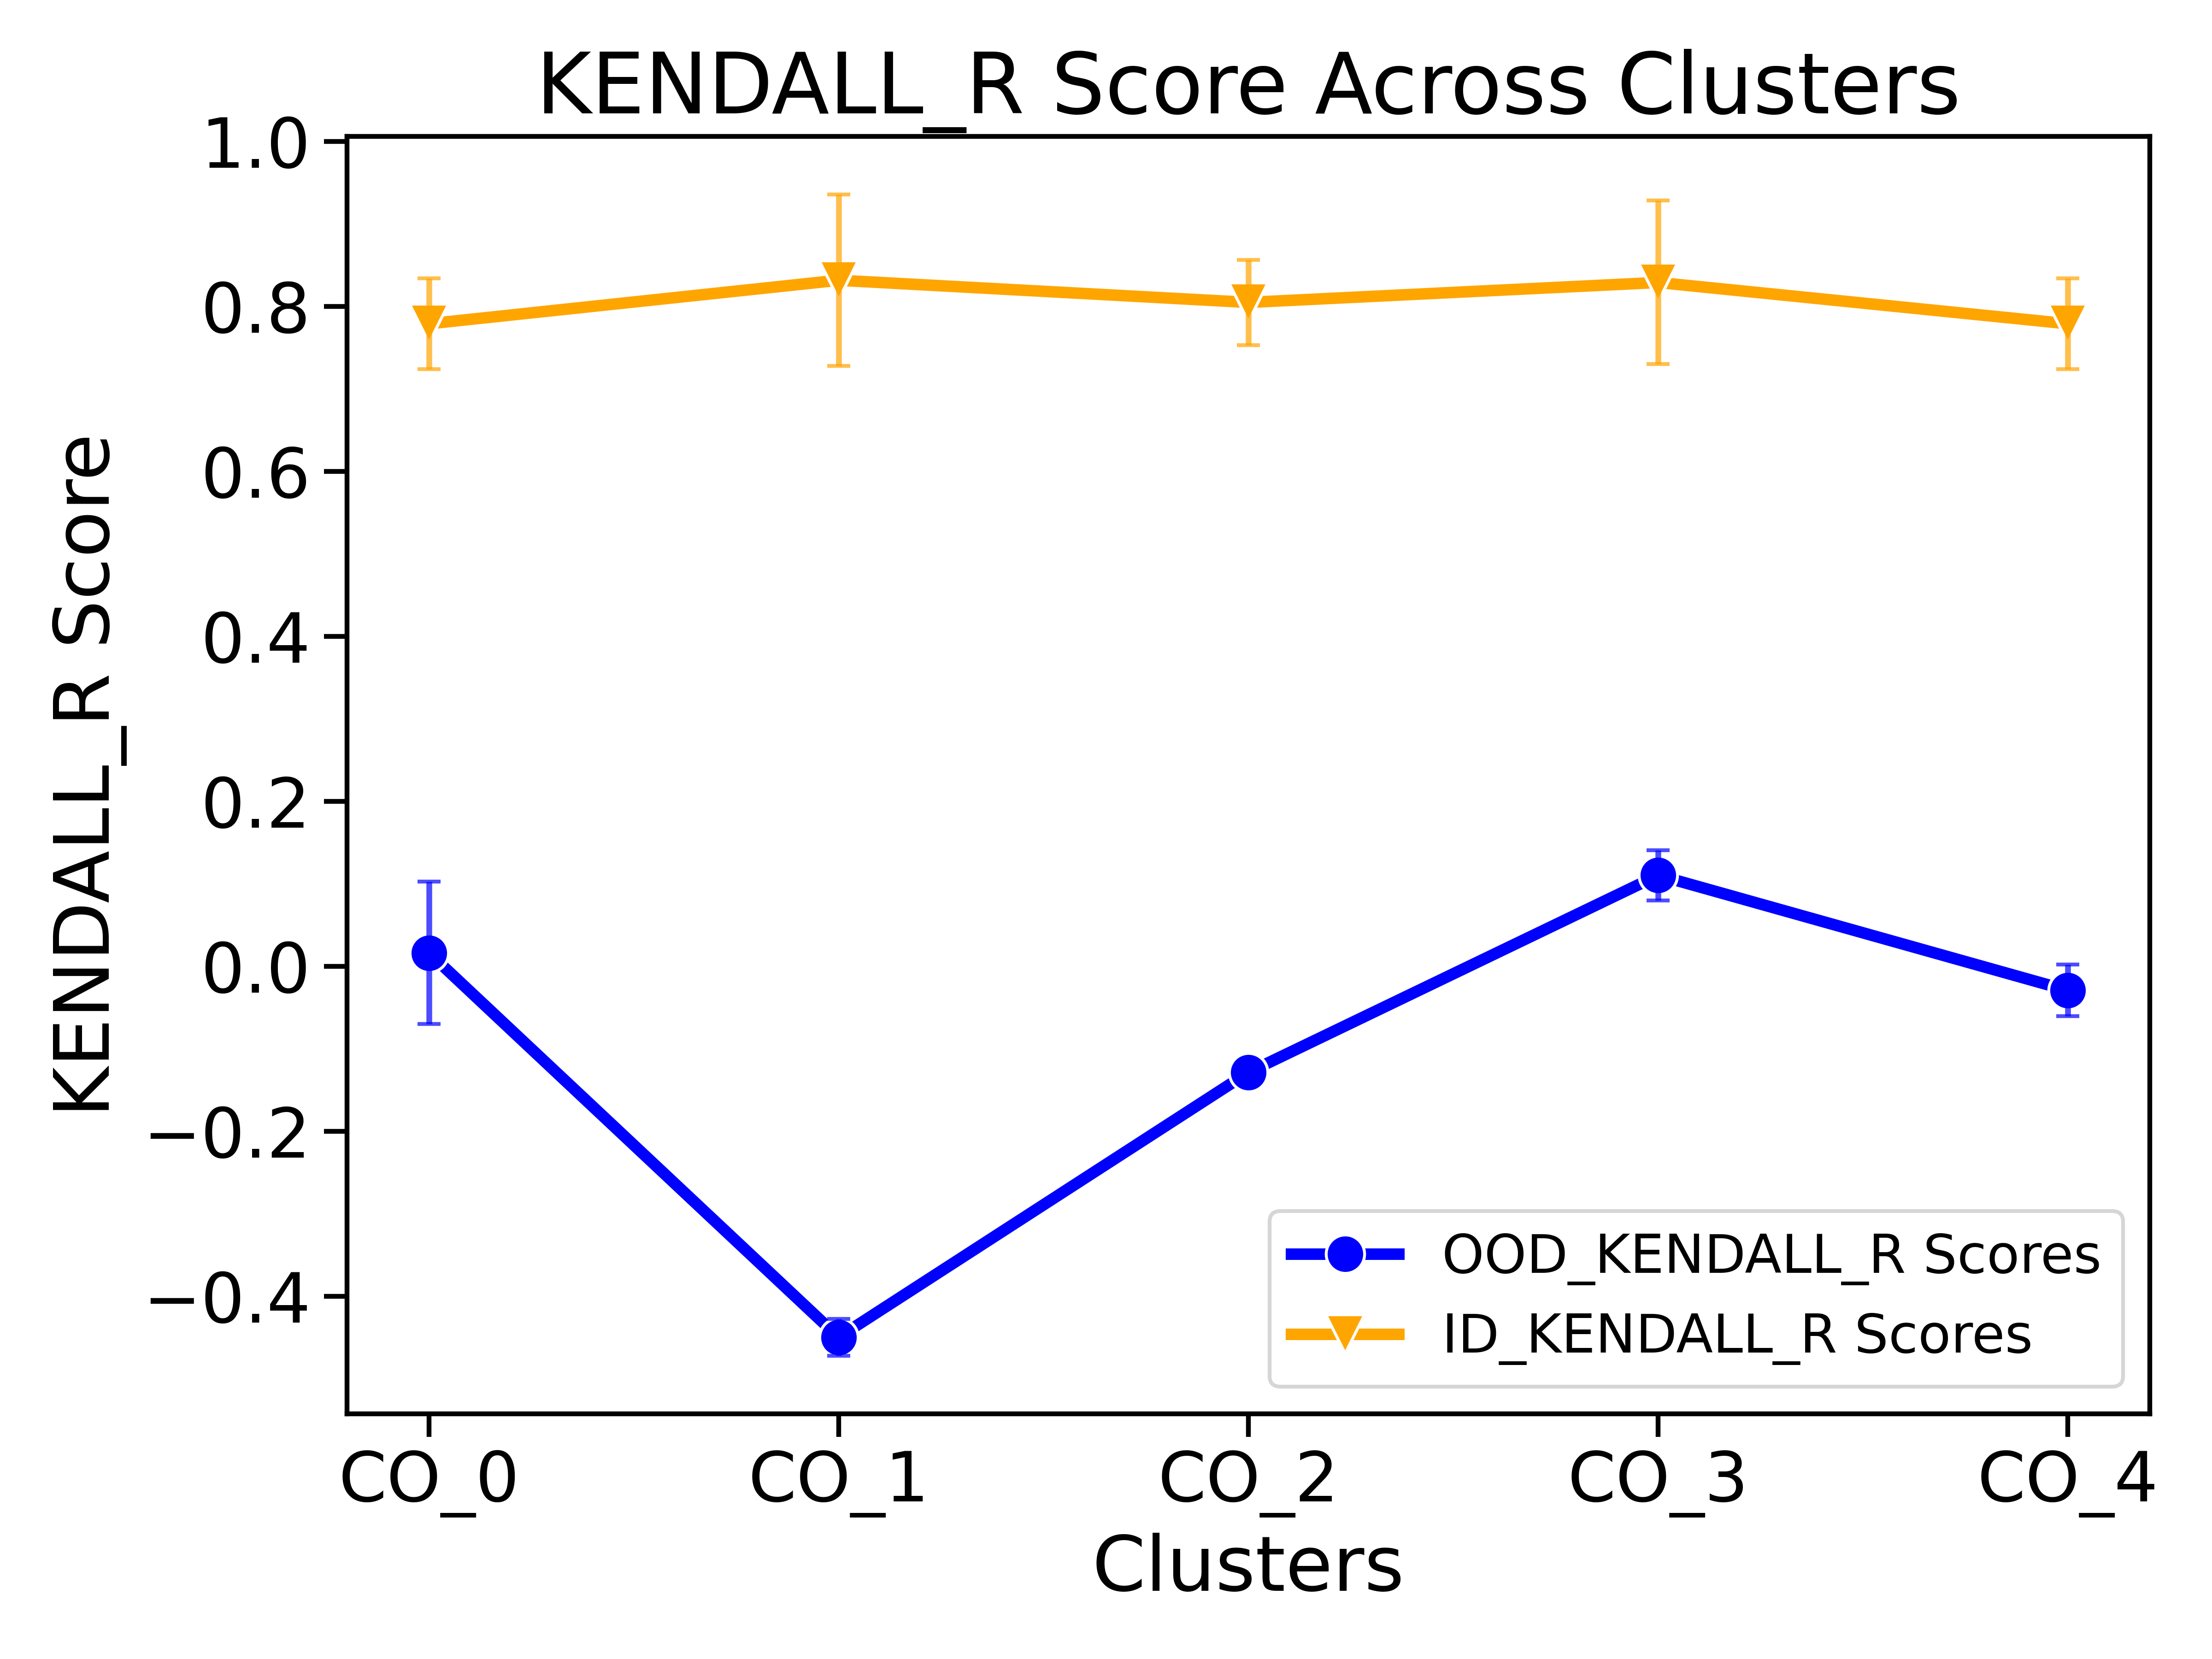 KENDALL_R Score Across Clusters
KENDALL_R Score
1.0
0.8
0.6
0.4
0.2
0.0
−0.2
−0.4
OOD_KENDALL_R Scores
ID_KENDALL_R Scores
CO_0 CO_1 CO_2 CO_3 CO_4
Clusters